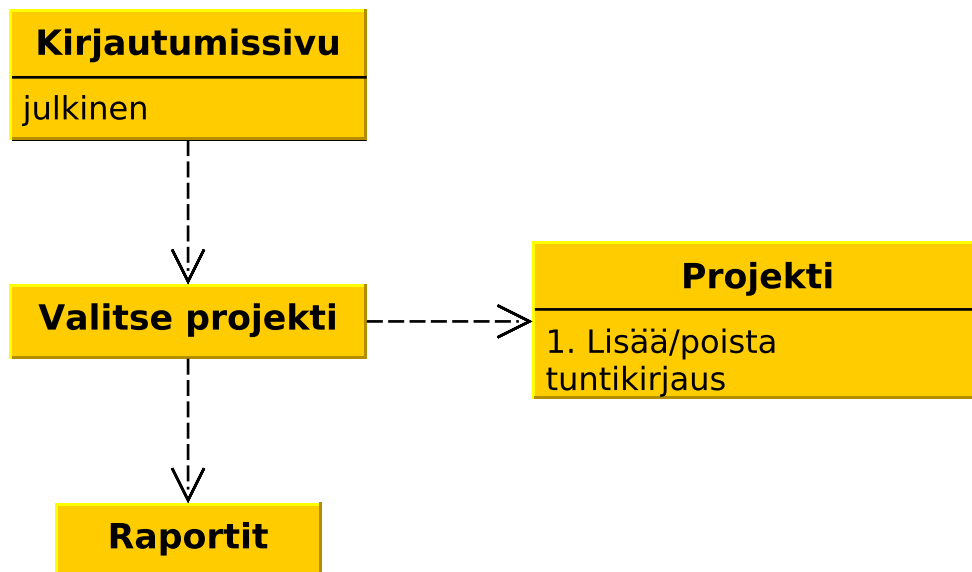 Kirjautumissivu
julkinen
Valitse projekti
Projekti
1. Lisää/poista
tuntikirjaus
Raportit